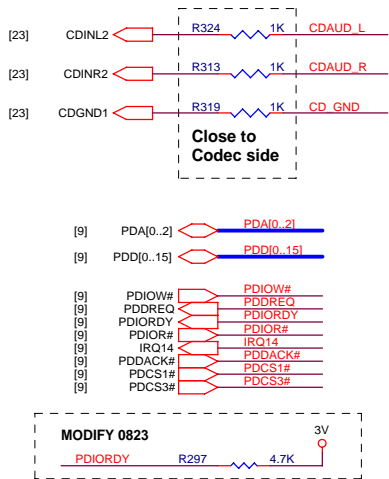 [23] CDINL2 R324 1K CDAUD_L
[23] CDINR2 R313 1K CDAUD_R
[23] CDGND1 R319 1K CD_GND
Close to
Codec side
[9] PDA[0..2] PDA[0..2]
[9] PDD[0..15] PDD[0..15]
[9] PDIOW# PDIOW#
[9] PDDREQ PDDREQ
[9] PDIORDY PDIORDY
[9] PDIOR# PDIOR#
[9] IRQ14 IRQ14
[9] PDDACK# PDDACK#
[9] PDCS1# PDCS1#
[9] PDCS3# PDCS3#
MODIFY 0823 3V
PDIORDY R297 4.7K